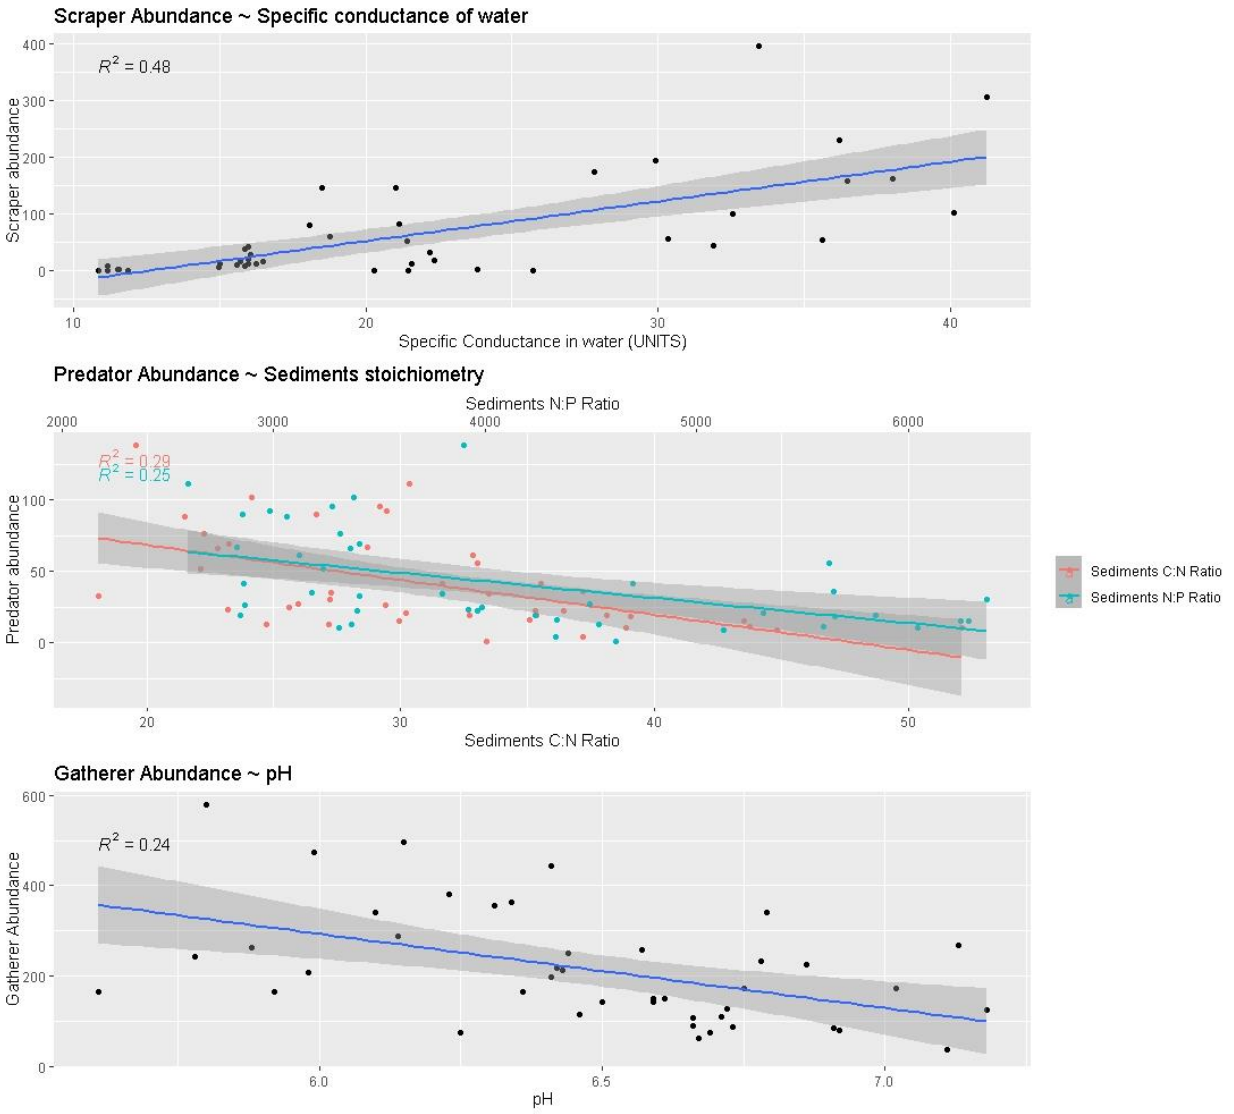 Scraper Abundance ~ Specific conductance of water
400
300
200
100
0
Scraper abundance
R² = 0.48
10 20 30 40
Specific Conductance in water (UNITS)
Predator Abundance ~ Sediments stoichiometry
Sediments N:P Ratio
2000 3000 4000 5000 6000
R² = 0.29
R² = 0.25
100
50
0
Predator abundance
20 30 40 50
Sediments C:N Ratio
Sediments C:N Ratio
Sediments N:P Ratio
Gatherer Abundance ~ pH
600
400
200
0
Gatherer Abundance
R² = 0.24
6.0 6.5 7.0
pH